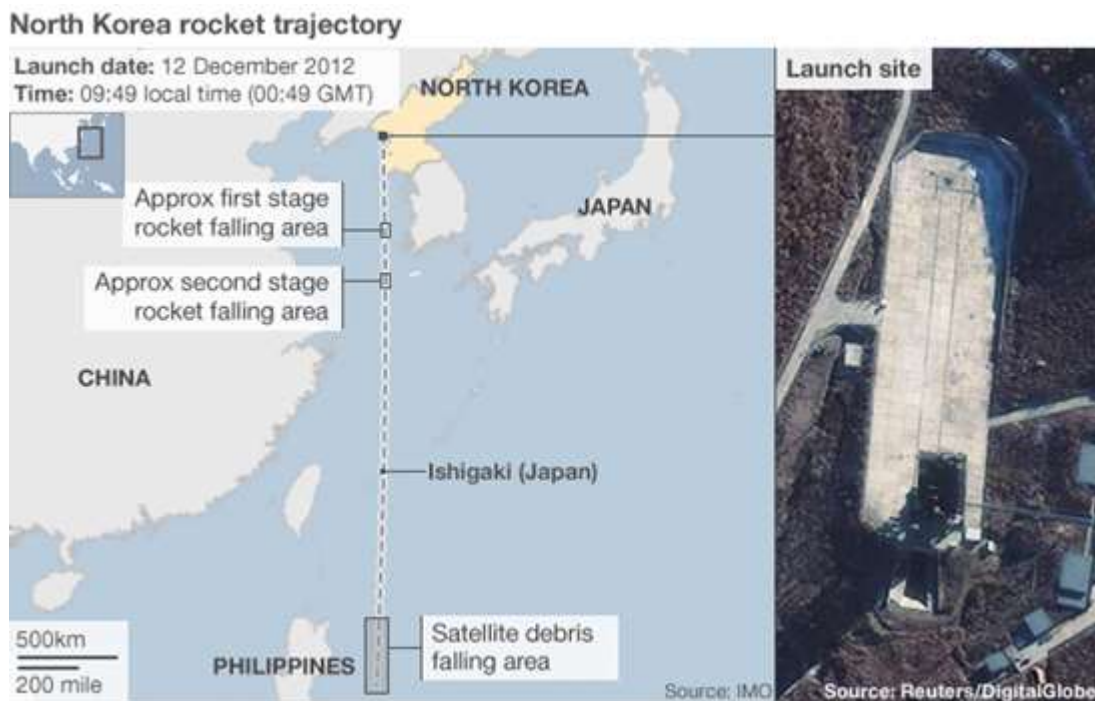 North Korea rocket trajectory
Launch date: 12 December 2012
Time: 09:49 local time (00:49 GMT)
NORTH KOREA
Launch site
Approx first stage
rocket falling area
JAPAN
Approx second stage
rocket falling area
CHINA
Ishigaki (Japan)
500km
200 mile
PHILIPPINES
Satellite debris
falling area
Source: IMO
Source: Reuters/DigitalGlobe